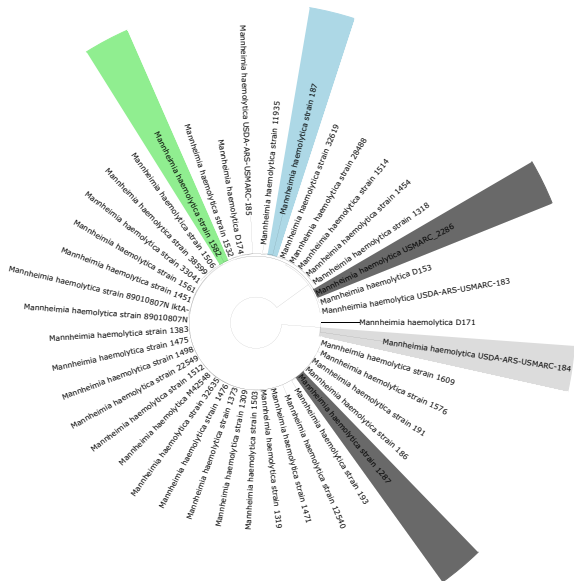 Mannheimia haemolytica USDA-ARS-USMARC-185
Mannheimia haemolytica strain 11935
Mannheimia haemolytica strain 187
Mannheimia haemolytica strain 32619
Mannheimia haemolytica strain 28488
Mannheimia haemolytica strain 1514
Mannheimia haemolytica strain 1454
Mannheimia haemolytica strain 1318
Mannheimia haemolytica USMARC_2286
Mannheimia haemolytica D153
Mannheimia haemolytica USDA-ARS-USMARC-183
Mannheimia haemolytica D171
Mannheimia haemolytica USDA-ARS-USMARC-184
Mannheimia haemolytica strain 1609
Mannheimia haemolytica strain 1576
Mannheimia haemolytica strain 191
Mannheimia haemolytica strain 186
Mannheimia haemolytica strain 1287
Mannheimia haemolytica strain 193
Mannheimia haemolytica strain 12540
Mannheimia haemolytica strain 1471
Mannheimia haemolytica strain 1319
Mannheimia haemolytica strain 1503
Mannheimia haemolytica strain 1309
Mannheimia haemolytica strain 1375
Mannheimia haemolytica strain 1476
Mannheimia haemolytica strain 32635
Mannheimia haemolytica M42548
Mannheimia haemolytica strain 1512
Mannheimia haemolytica strain 22549
Mannheimia haemolytica strain 1498
Mannheimia haemolytica strain 1475
Mannheimia haemolytica strain 1383
Mannheimia haemolytica strain 89010807N
Mannheimia haemolytica strain 89010807N lktA-
Mannheimia haemolytica strain 1451
Mannheimia haemolytica strain 1561
Mannheimia haemolytica strain 33041
Mannheimia haemolytica strain 38599
Mannheimia haemolytica strain 1506
Mannheimia haemolytica strain 1582
Mannheimia haemolytica strain 1532
Mannheimia haemolytica D174